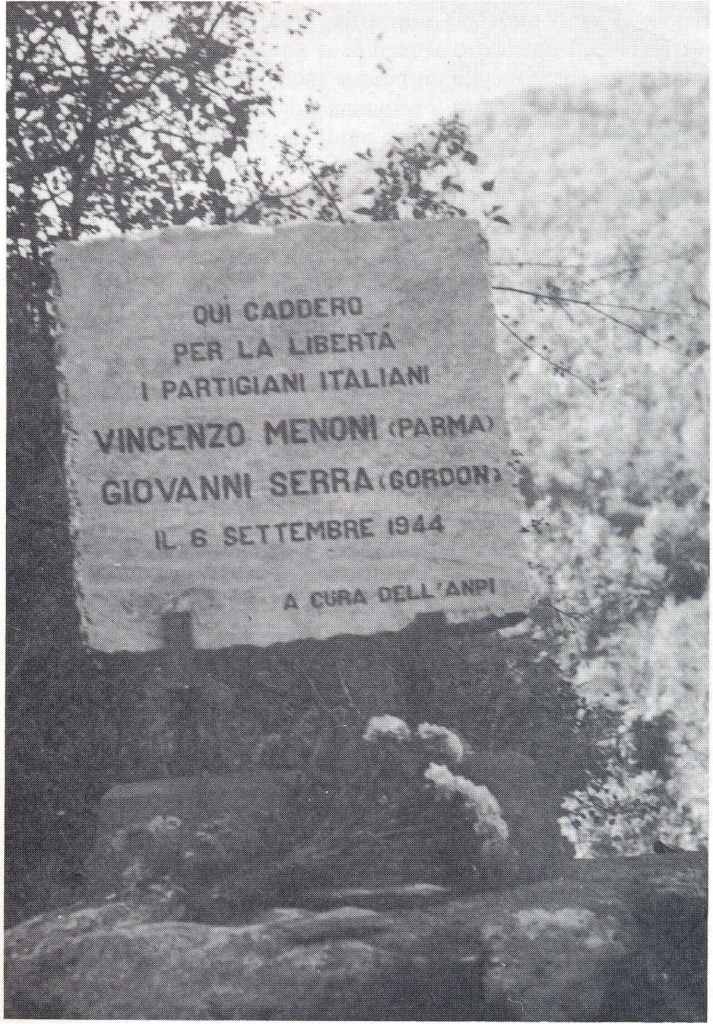 QUI CADDERO
PER LA LIBERTÁ
I PARTIGIANI ITALIANI
VINCENZO MENONI (PARMA)
GIOVANNI SERRA (GORDON)
IL 6 SETTEMBRE 1944
A CURA DELL'ANPI